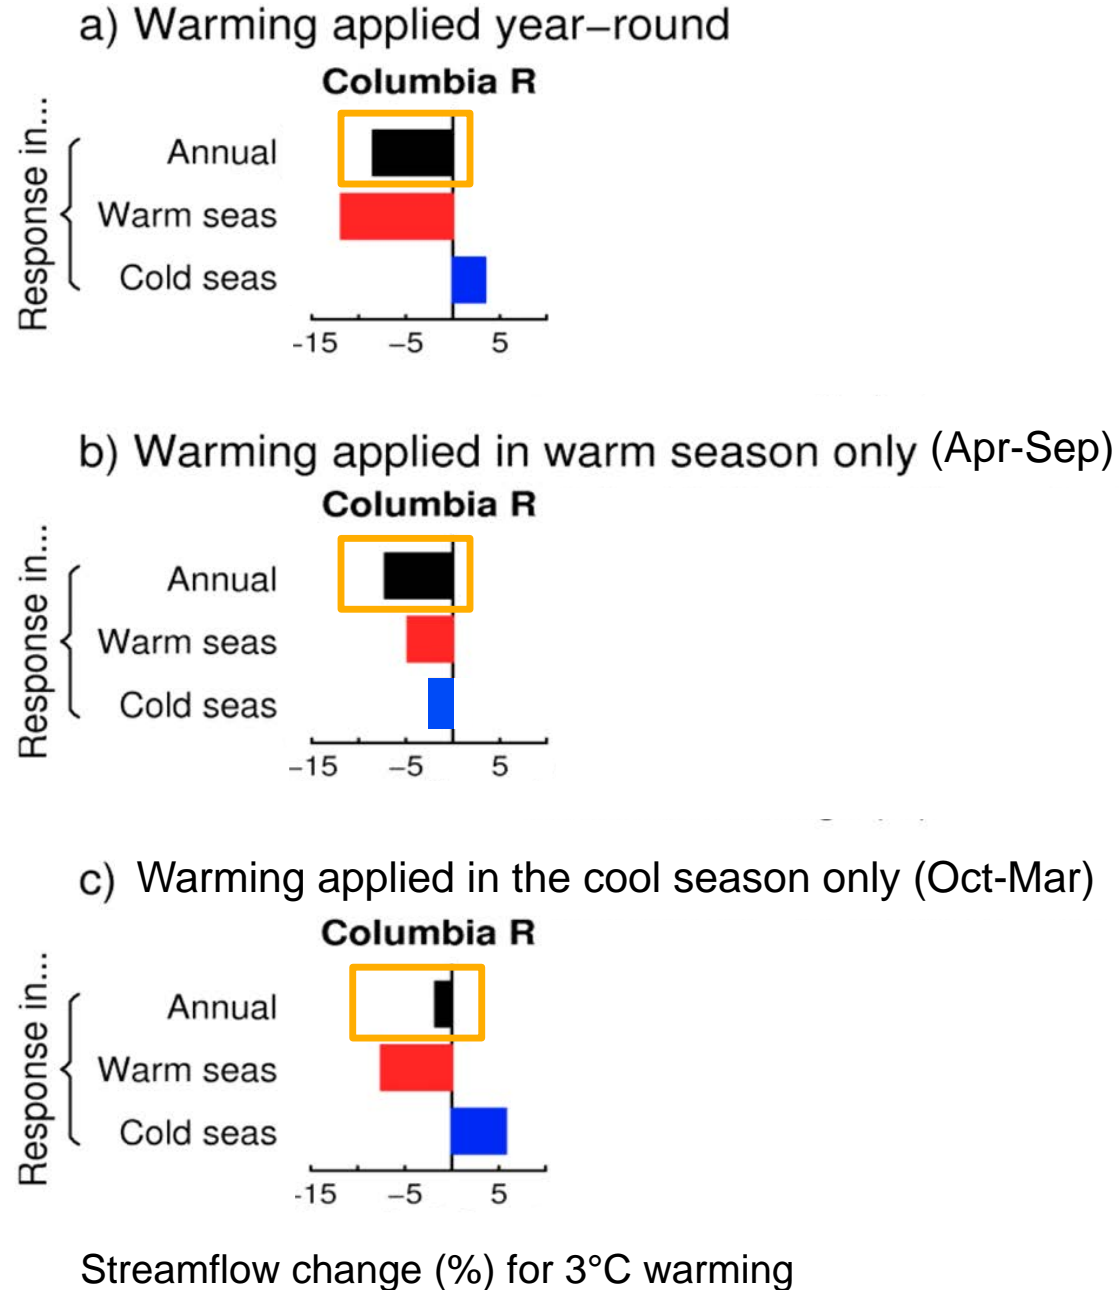 a) Warming applied year−round
Columbia R
Response in...
Annual
Warm seas
Cold seas
-15 −5 5
b) Warming applied in warm season only (Apr-Sep)
Columbia R
Response in...
Annual
Warm seas
Cold seas
−15 −5 5
c) Warming applied in the cool season only (Oct-Mar)
Columbia R
Response in...
Annual
Warm seas
Cold seas
-15 −5 5
Streamflow change (%) for 3°C warming